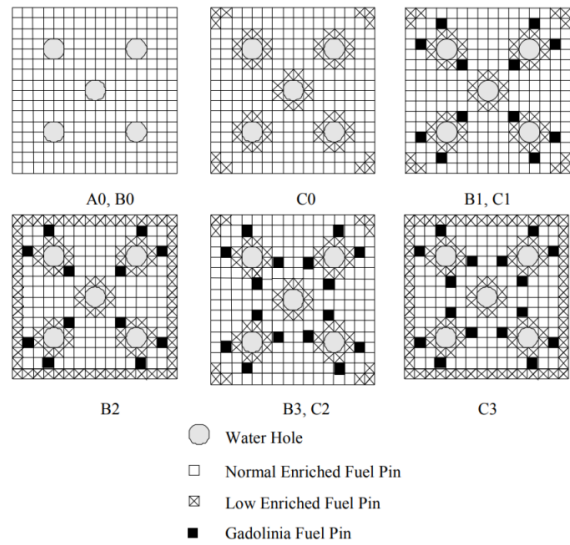 A0, B0
C0
B1, C1
B2
B3, C2
C3
Water Hole
Normal Enriched Fuel Pin
Low Enriched Fuel Pin
Gadolinia Fuel Pin